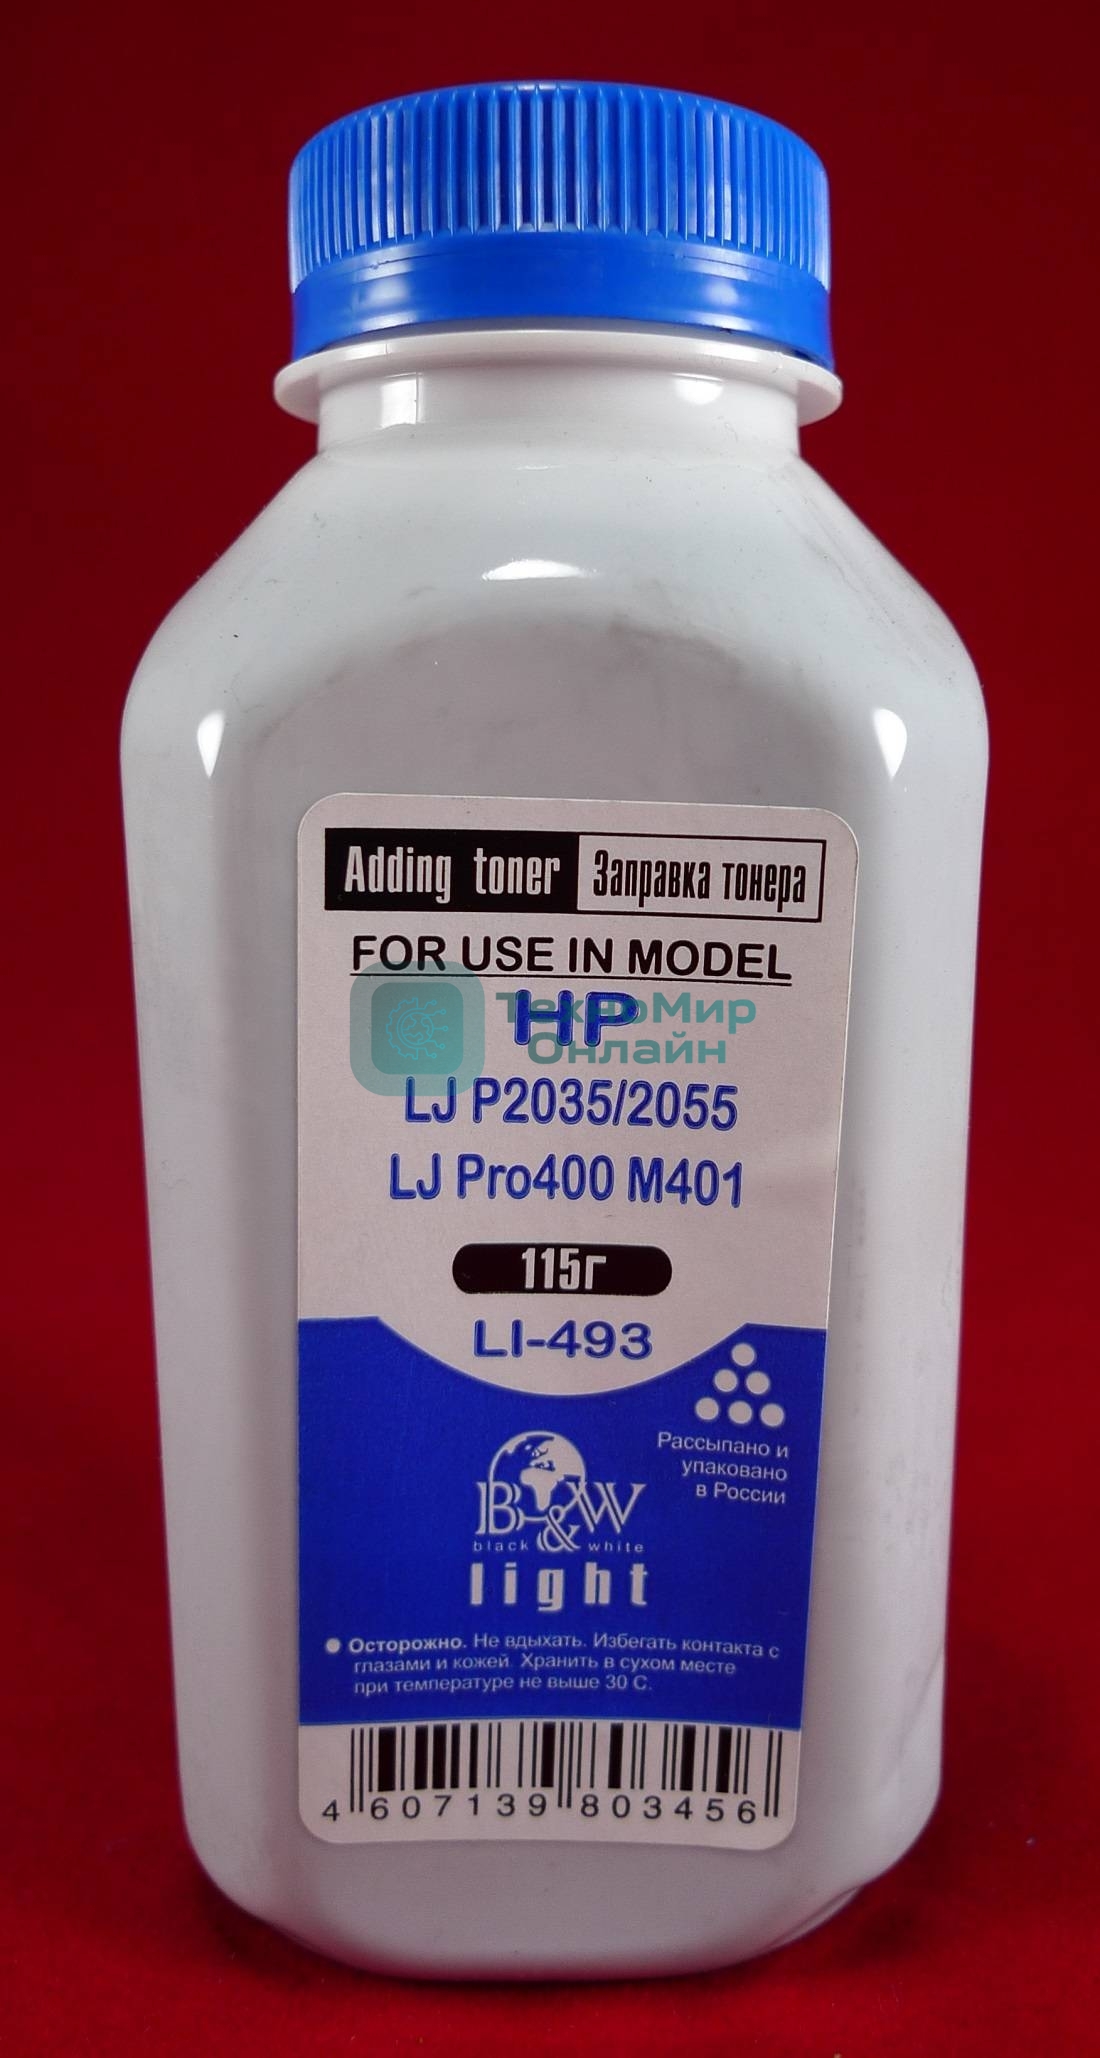 Adding toner Заправка тонера
FOR USE IN MODEL
HP
ТехноМир
Онлайн
LJ P2035/2055
LJ Pro400 M401
115г
LI-493
Рассыпано и
упаковано
в России
B&W
black white
light
Осторожно. Не вдыхать. Избегать контакта с
глазами и кожей. Хранить в сухом месте
при температуре не выше 30 С.
4 607139 803456